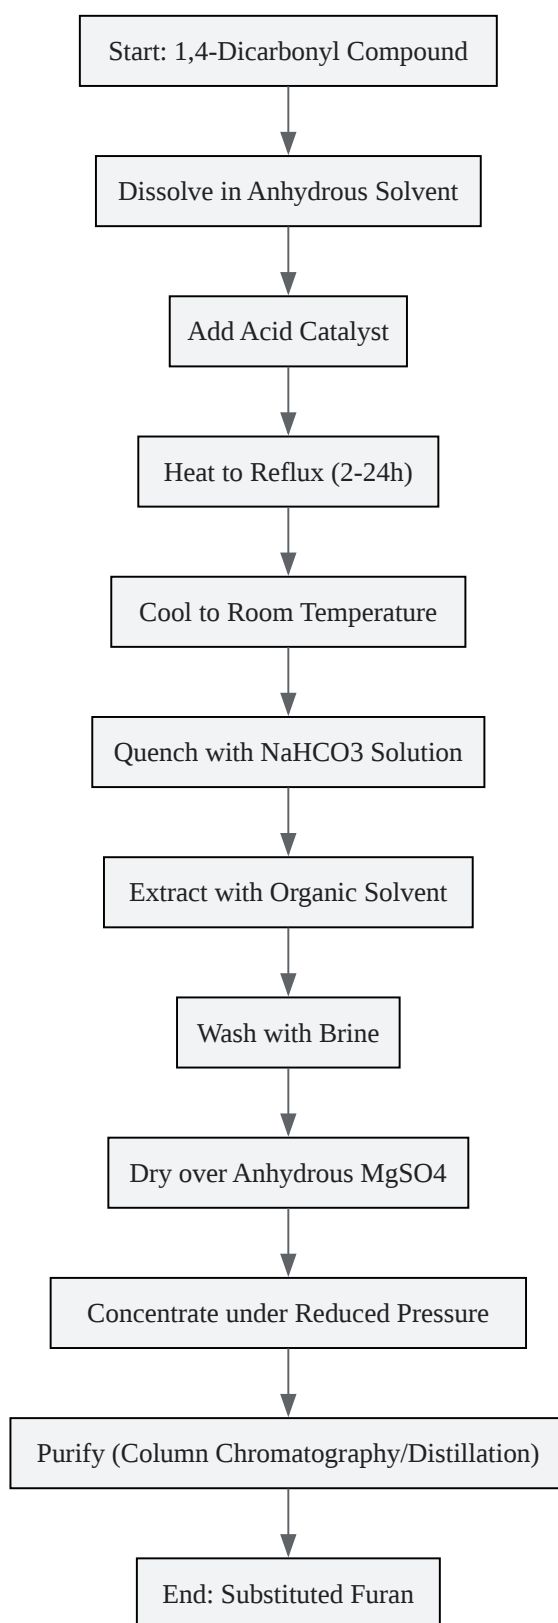 Start: 1,4-Dicarbonyl Compound
Dissolve in Anhydrous Solvent
Add Acid Catalyst
Heat to Reflux (2-24h)
Cool to Room Temperature
Quench with NaHCO3 Solution
Extract with Organic Solvent
Wash with Brine
Dry over Anhydrous MgSO4
Concentrate under Reduced Pressure
Purify (Column Chromatography/Distillation)
End: Substituted Furan